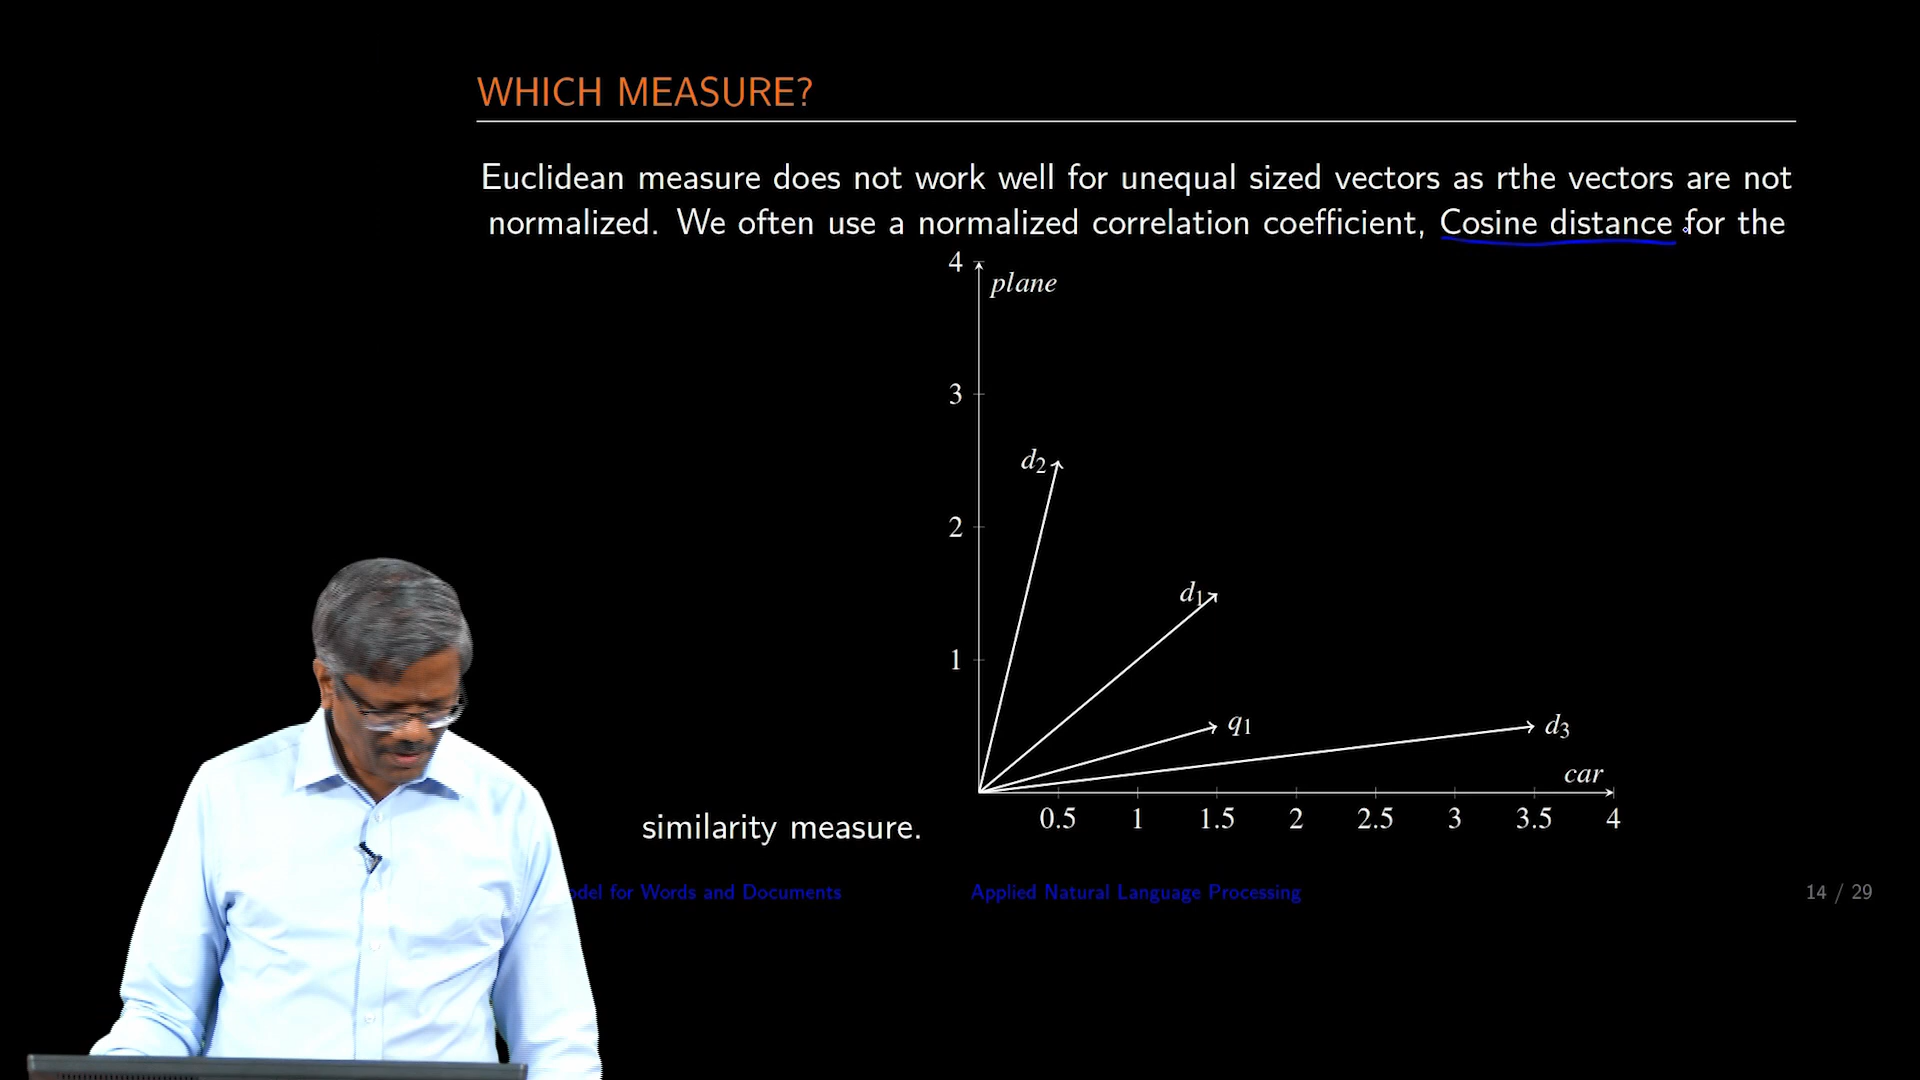 WHICH MEASURE?
Euclidean measure does not work well for unequal sized vectors as rthe vectors are not
normalized. We often use a normalized correlation coefficient, Cosine distance for the
4
plane
3
d2
2
d1
1
q1
d3
car
0.5 1 1.5 2 2.5 3 3.5 4
similarity measure.
for Words and Documents Applied Natural Language Processing 14 / 29